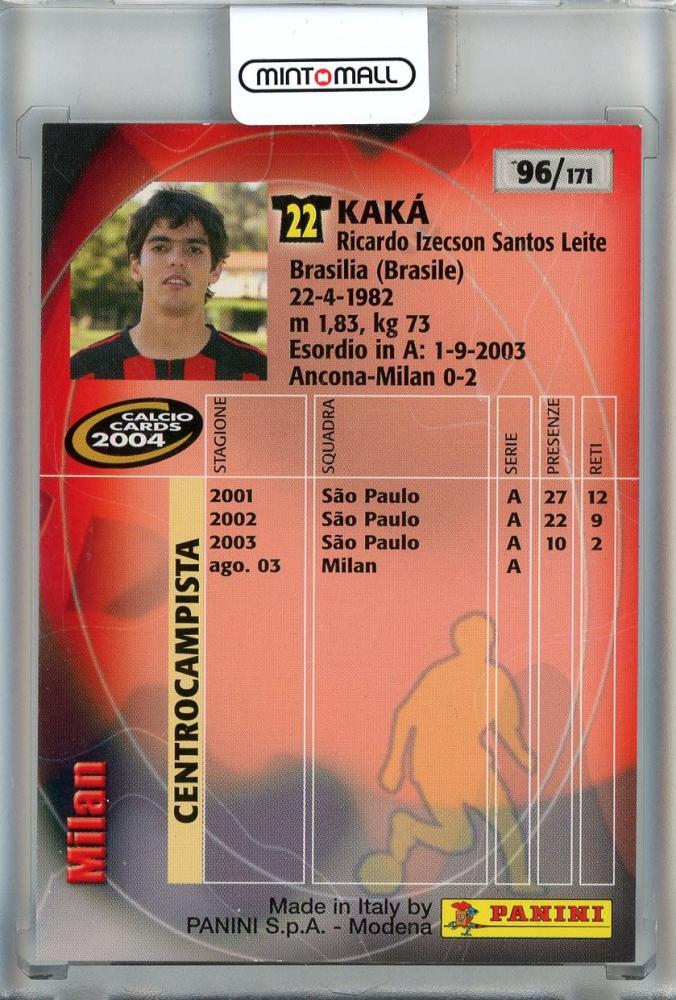 MINT MALL
96/171
22 KAKÁ
Ricardo Izecson Santos Leite
Brasilia (Brasile)
22-4-1982
m 1,83, kg 73
Esordio in A: 1-9-2003
Ancona-Milan 0-2
CALCIO
CARDS
2004
STAGIONE SQUADRA SERIE PRESENZE RETI
2001 São Paulo A 27 12
2002 São Paulo A 22 9
2003 São Paulo A 10 2
ago. 03 Milan A
CENTROCAMPISTA
Milan
Made in Italy by
PANINI S.p.A. - Modena
PANINI